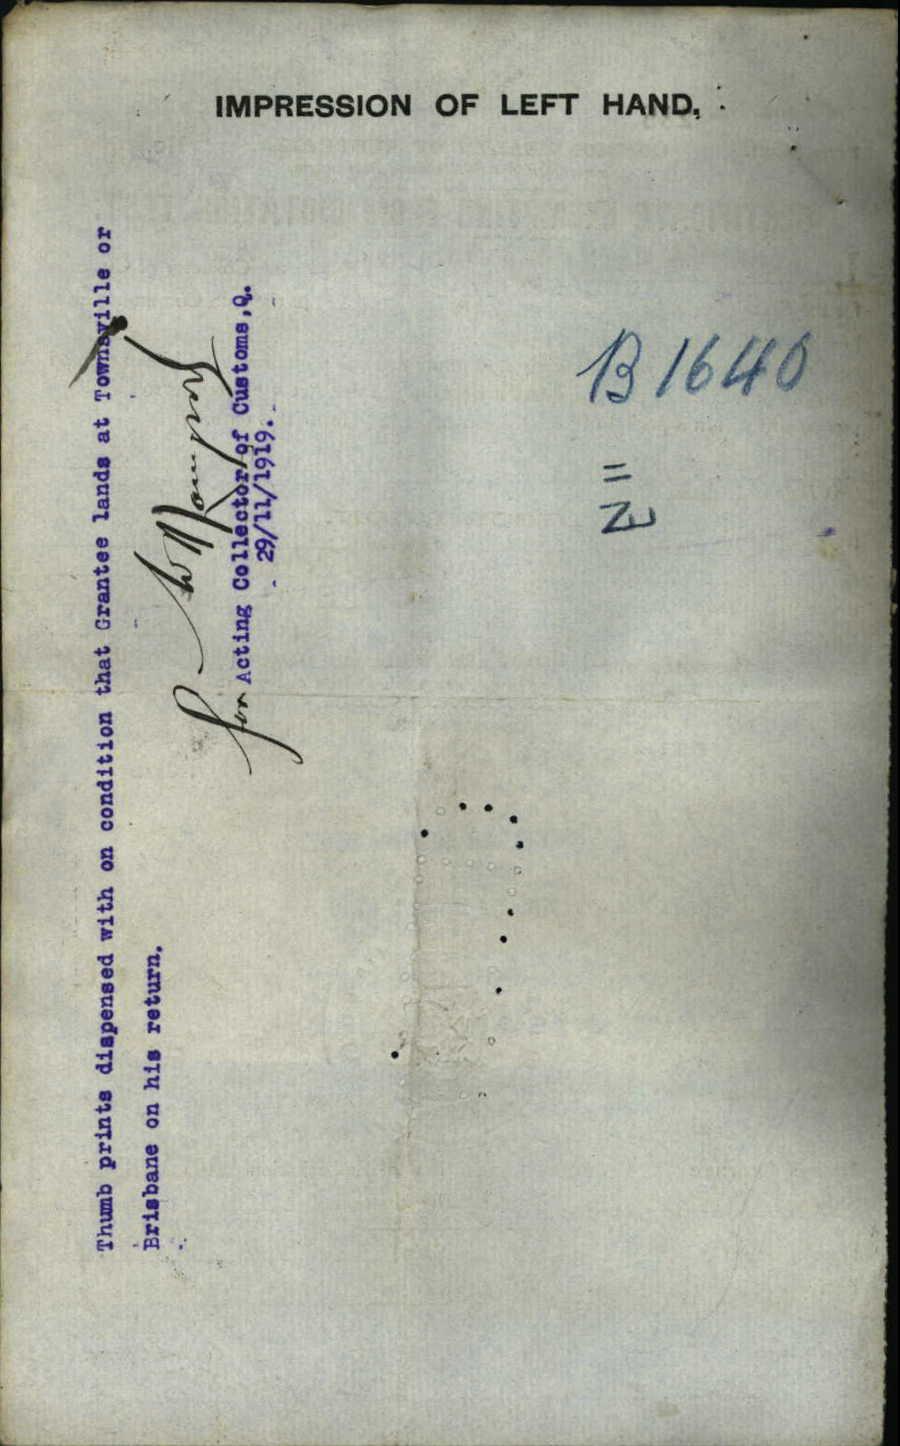 IMPRESSION OF LEFT HAND,
Thumb prints dispensed with on condition that Grantee lands at Townsville or
Brisbane on his return.
for Acting Collector of Customs,Q.
29/11/1919.
B 1640